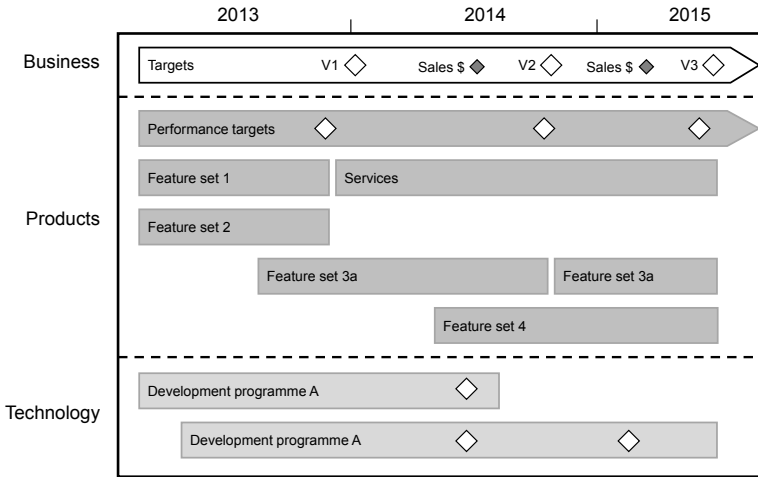 2013 2014 2015
Business
Targets V1 Sales $ V2 Sales $ V3
Performance targets
Products
Feature set 1 Services
Feature set 2
Feature set 3a Feature set 3a
Feature set 4
Technology
Development programme A
Development programme A